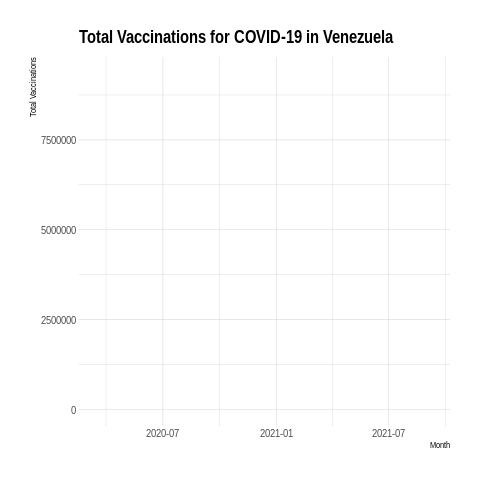 Total Vaccinations for COVID-19 in Venezuela
Total Vaccinations
7500000
5000000
2500000
0
2020-07 2021-01 2021-07
Month